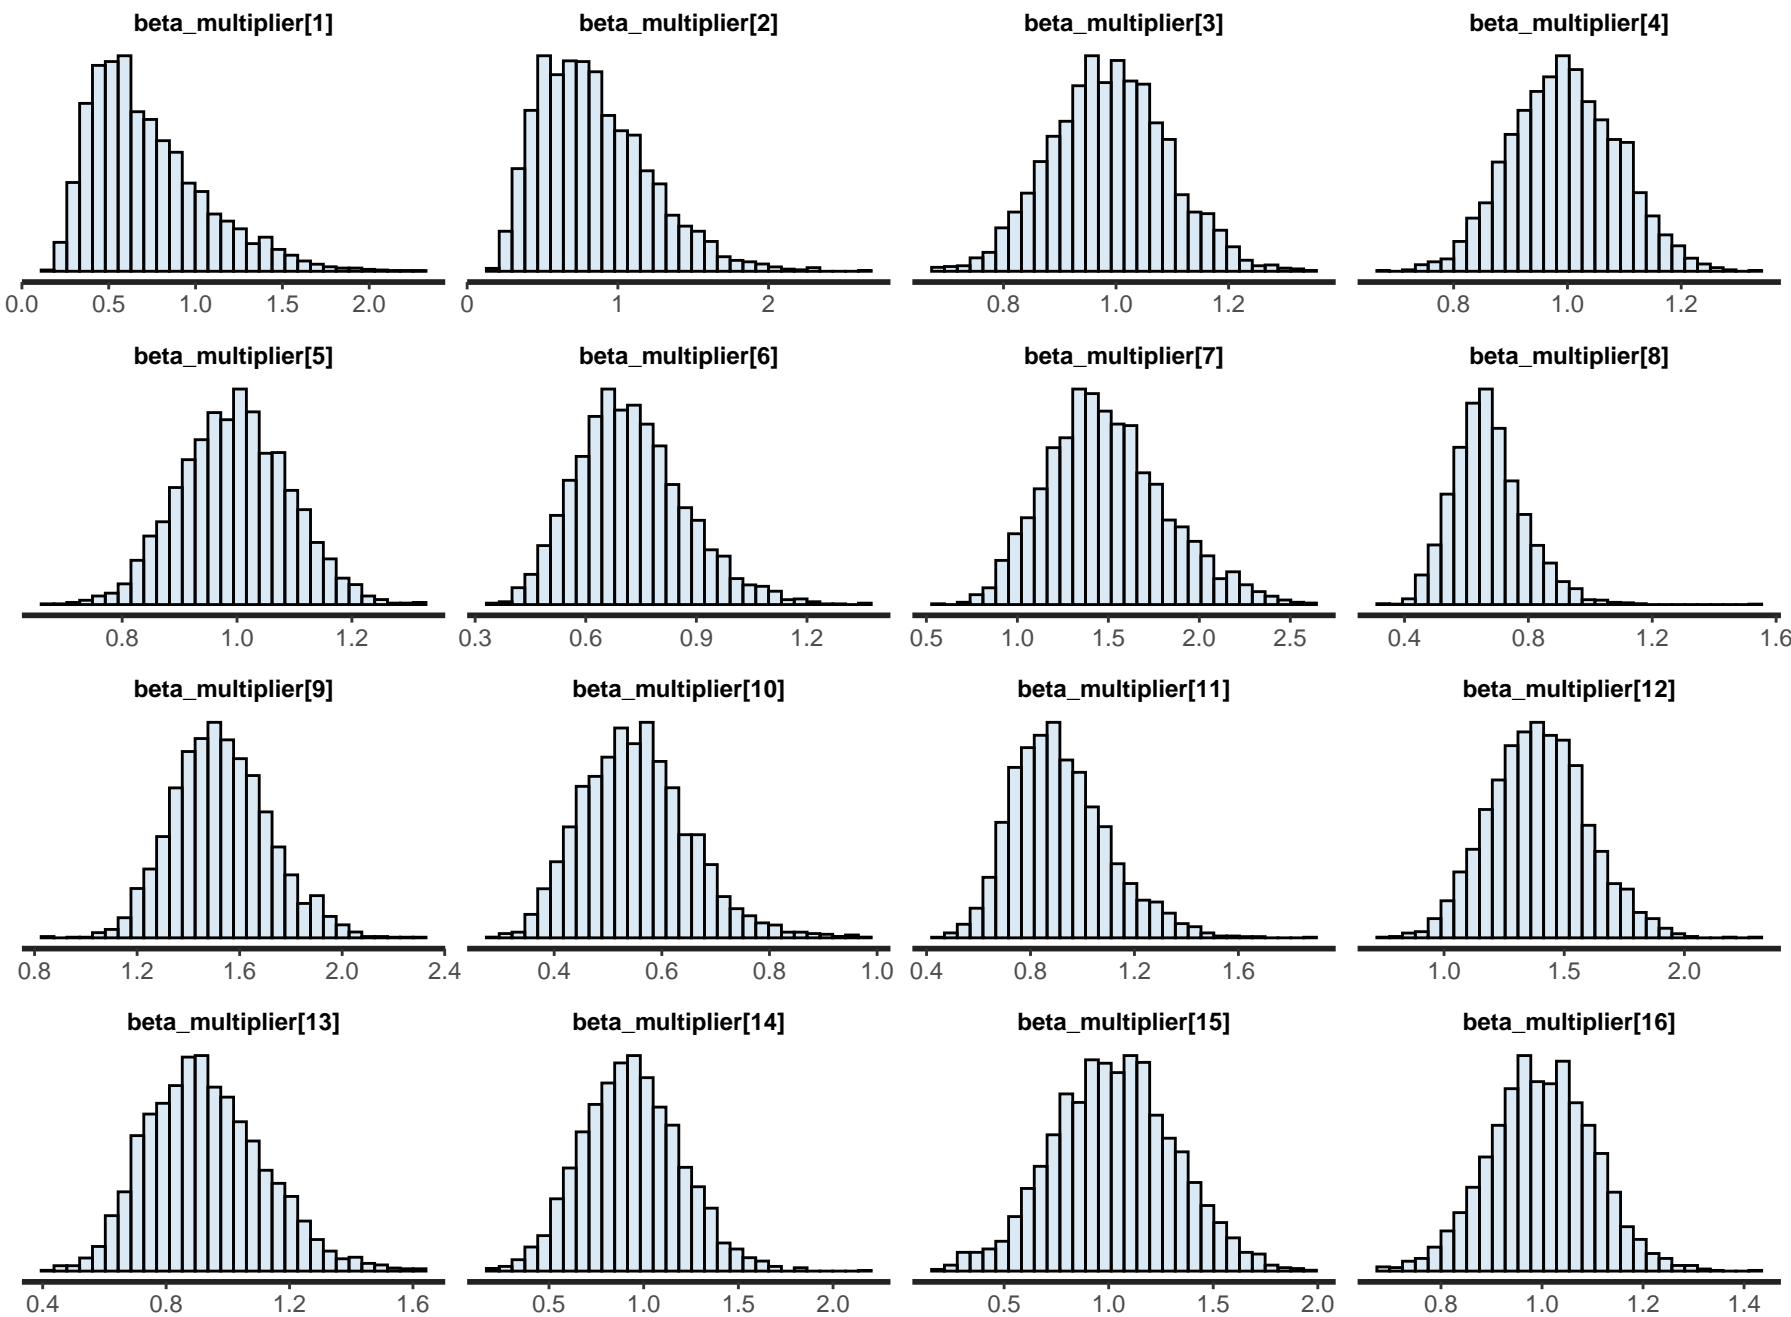 beta_multiplier[1] beta_multiplier[2] beta_multiplier[3] beta_multiplier[4]
0.0 0.5 1.0 1.5 2.0 0 1 2 0.8 1.0 1.2 0.8 1.0 1.2
beta_multiplier[5] beta_multiplier[6] beta_multiplier[7] beta_multiplier[8]
0.8 1.0 1.2 0.3 0.6 0.9 1.2 0.5 1.0 1.5 2.0 2.5 0.4 0.8 1.2 1.6
beta_multiplier[9] beta_multiplier[10] beta_multiplier[11] beta_multiplier[12]
0.8 1.2 1.6 2.0 2.4 0.4 0.6 0.8 1.0 0.4 0.8 1.2 1.6 1.0 1.5 2.0
beta_multiplier[13] beta_multiplier[14] beta_multiplier[15] beta_multiplier[16]
0.4 0.8 1.2 1.6 0.5 1.0 1.5 2.0 0.5 1.0 1.5 2.0 0.8 1.0 1.2 1.4